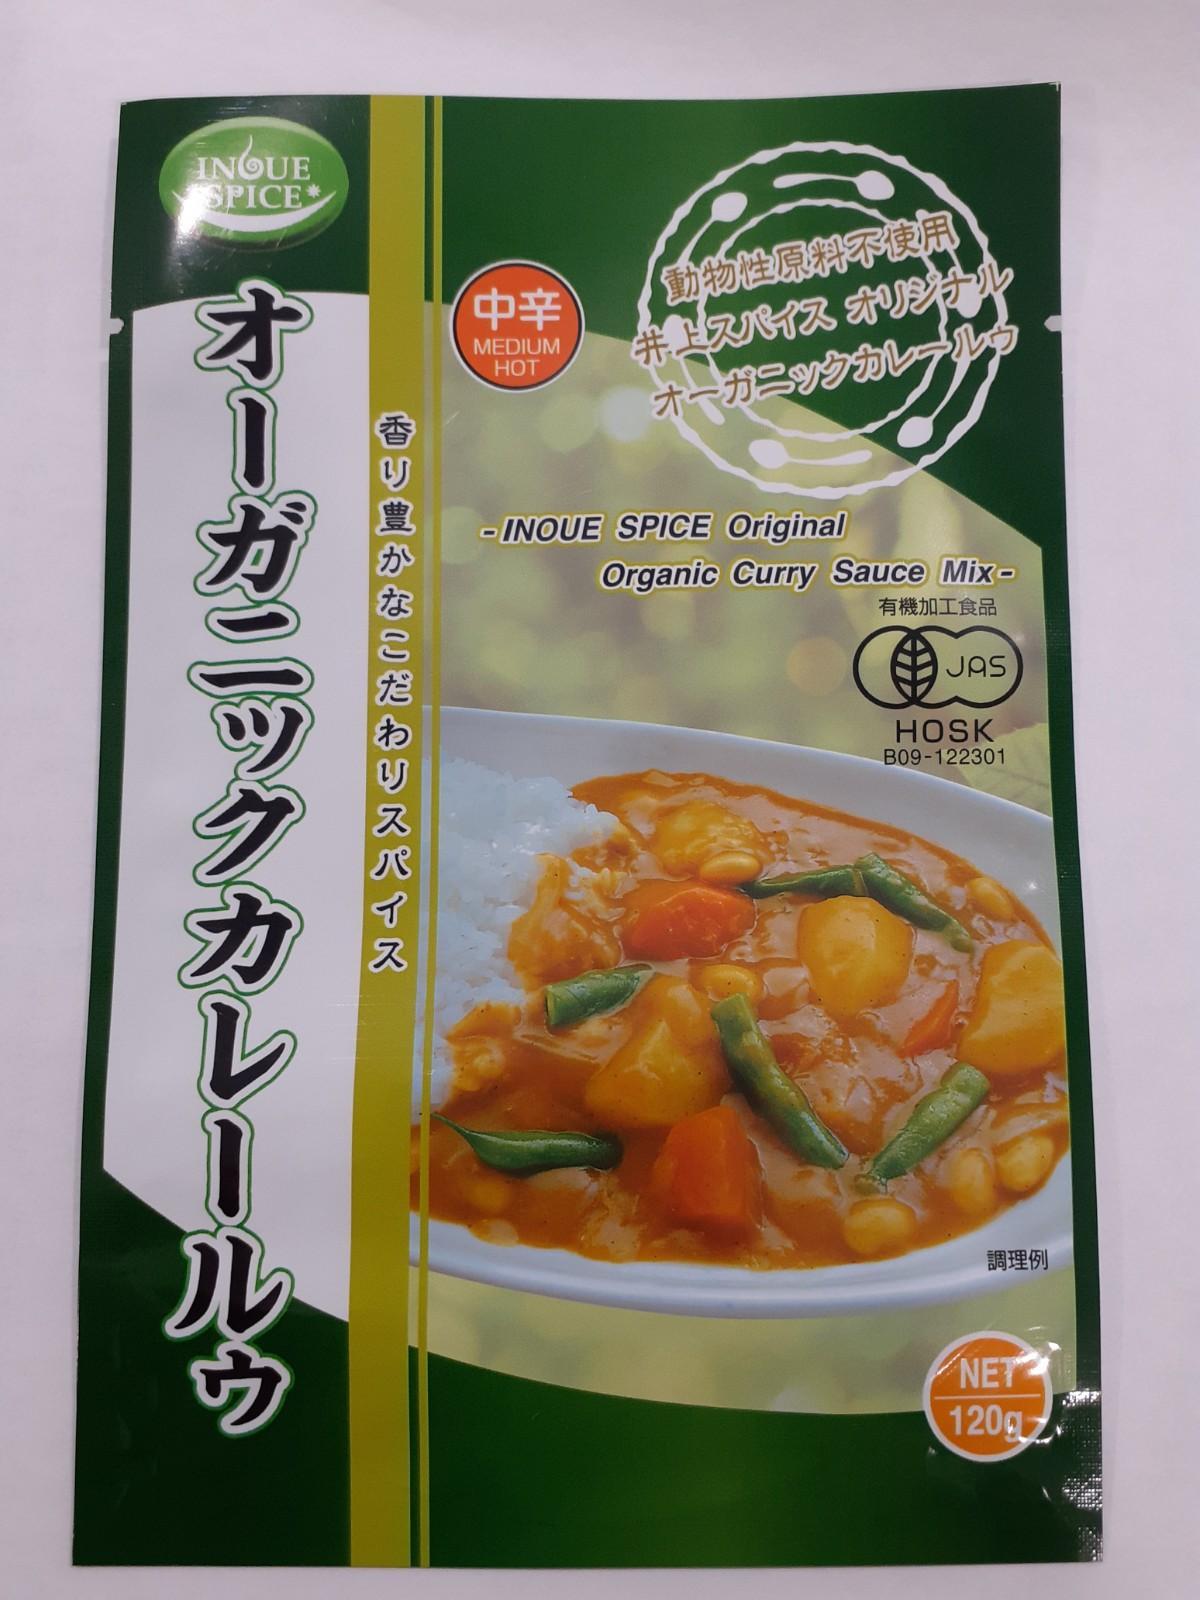 INOUE
SPICE
オーガニックカレールゥ
香り豊かなこだわりスパイス
中辛
MEDIUM
HOT
動物性原料不使用
井上スパイス オリジナル
オーガニックカレールゥ
-INOUE SPICE Original
Organic Curry Sauce Mix-
有機加工食品
JAS
HOSK
B09-122301
調理例
NET
120g